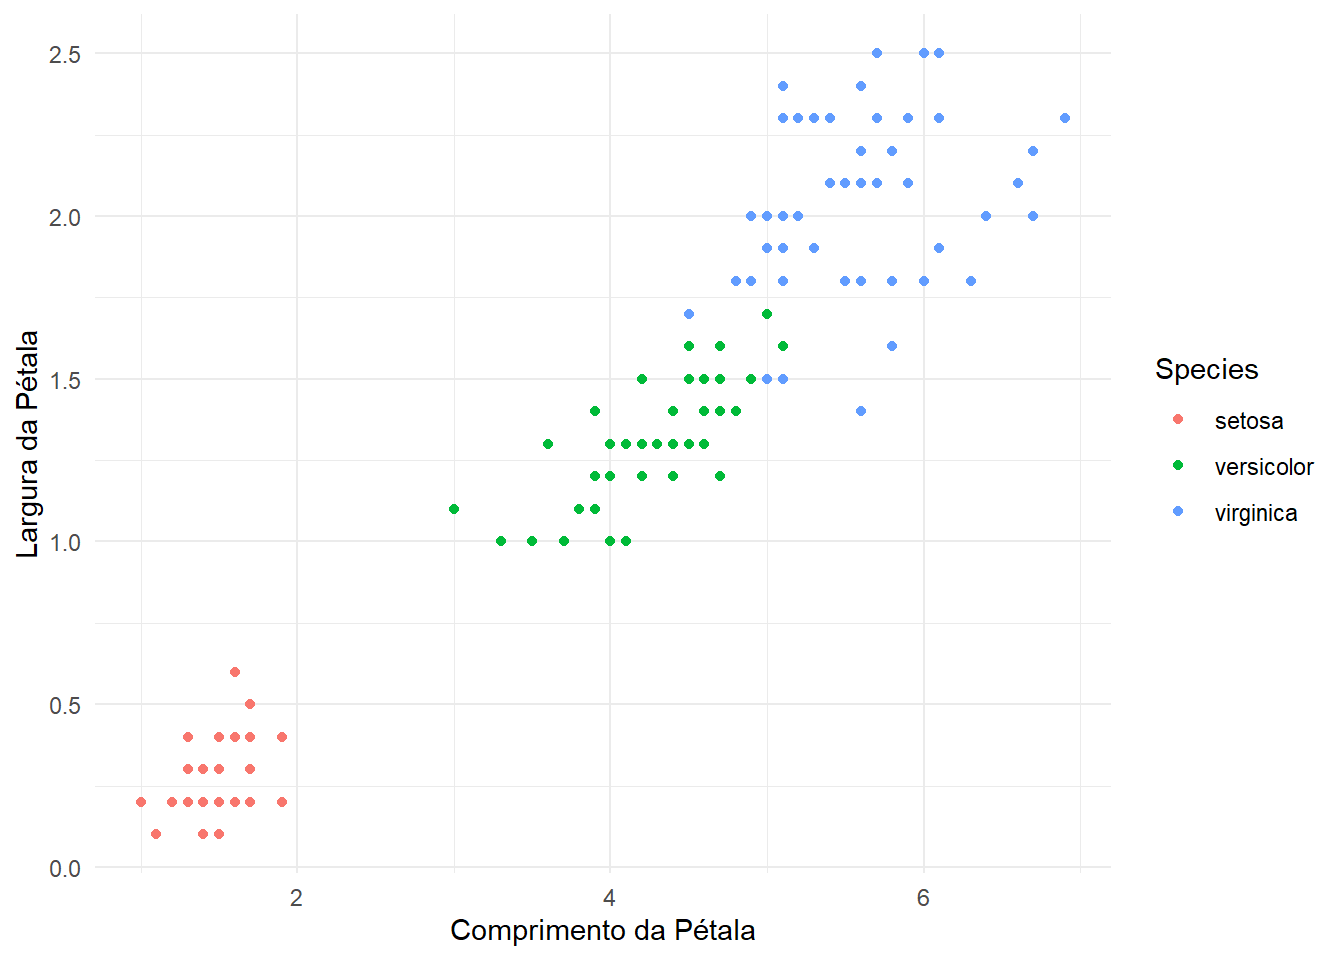 2.5
2.0
1.5
1.0
0.5
0.0
Largura da Pétala
2 4 6
Comprimento da Pétala
Species
setosa
versicolor
virginica